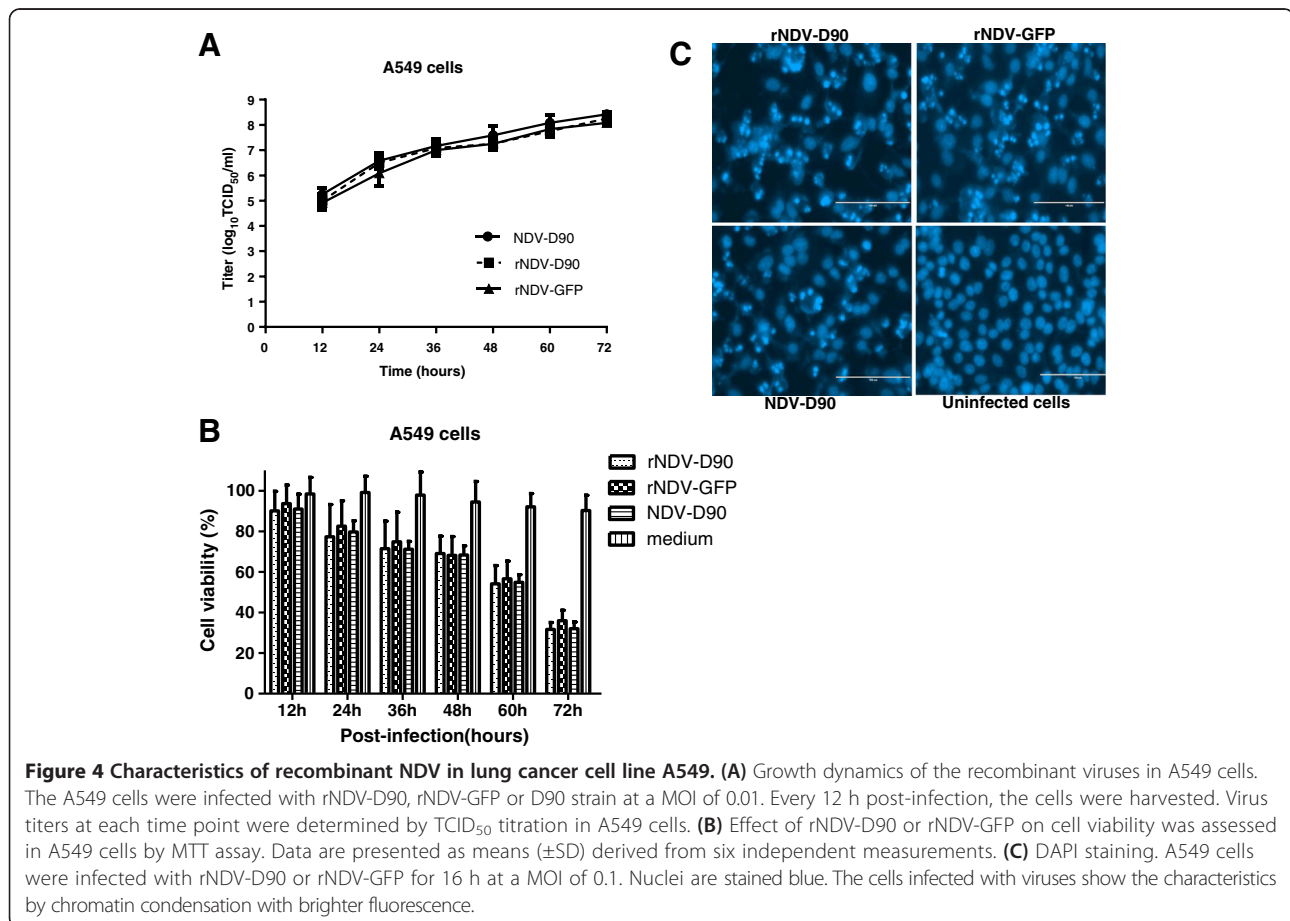 A
A549 cells
9
8
7
6
5
4
3
2
1
0
Titer (log10TCID50/ml)
NDV-D90
rNDV-D90
rNDV-GFP
0 12 24 36 48 60 72
Time (hours)
C
rNDV-D90 rNDV-GFP
NDV-D90 Uninfected cells
B
A549 cells
100
80
60
40
20
0
Cell viability (%)
rNDV-D90
rNDV-GFP
NDV-D90
medium
12h 24h 36h 48h 60h 72h
Post-infection(hours)
Figure 4 Characteristics of recombinant NDV in lung cancer cell line A549. (A) Growth dynamics of the recombinant viruses in A549 cells.
The A549 cells were infected with rNDV-D90, rNDV-GFP or D90 strain at a MOI of 0.01. Every 12 h post-infection, the cells were harvested. Virus
titers at each time point were determined by TCID50 titration in A549 cells. (B) Effect of rNDV-D90 or rNDV-GFP on cell viability was assessed
in A549 cells by MTT assay. Data are presented as means (±SD) derived from six independent measurements. (C) DAPI staining. A549 cells
were infected with rNDV-D90 or rNDV-GFP for 16 h at a MOI of 0.1. Nuclei are stained blue. The cells infected with viruses show the characteristics
by chromatin condensation with brighter fluorescence.